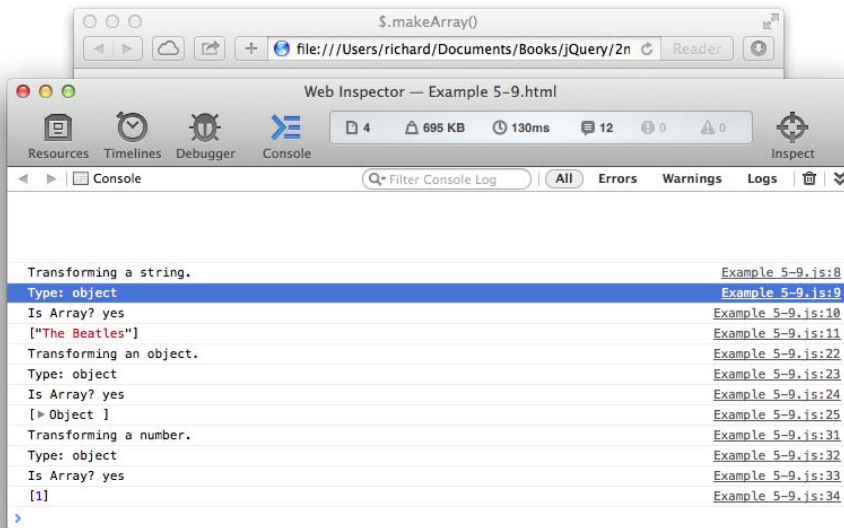 $.makeArray()
file:///Users/richard/Documents/Books/jQuery/2n
Reader
Web Inspector — Example 5-9.html
Resources Timelines Debugger Console 4 695 KB 130ms 12 0 0 Inspect
Console Filter Console Log All Errors Warnings Logs
Transforming a string. Example 5-9.js:8
Type: object Example 5-9.js:9
Is Array? yes Example 5-9.js:10
["The Beatles"] Example 5-9.js:11
Transforming an object. Example 5-9.js:22
Type: object Example 5-9.js:23
Is Array? yes Example 5-9.js:24
[▶Object ] Example 5-9.js:25
Transforming a number. Example 5-9.js:31
Type: object Example 5-9.js:32
Is Array? yes Example 5-9.js:33
[1] Example 5-9.js:34